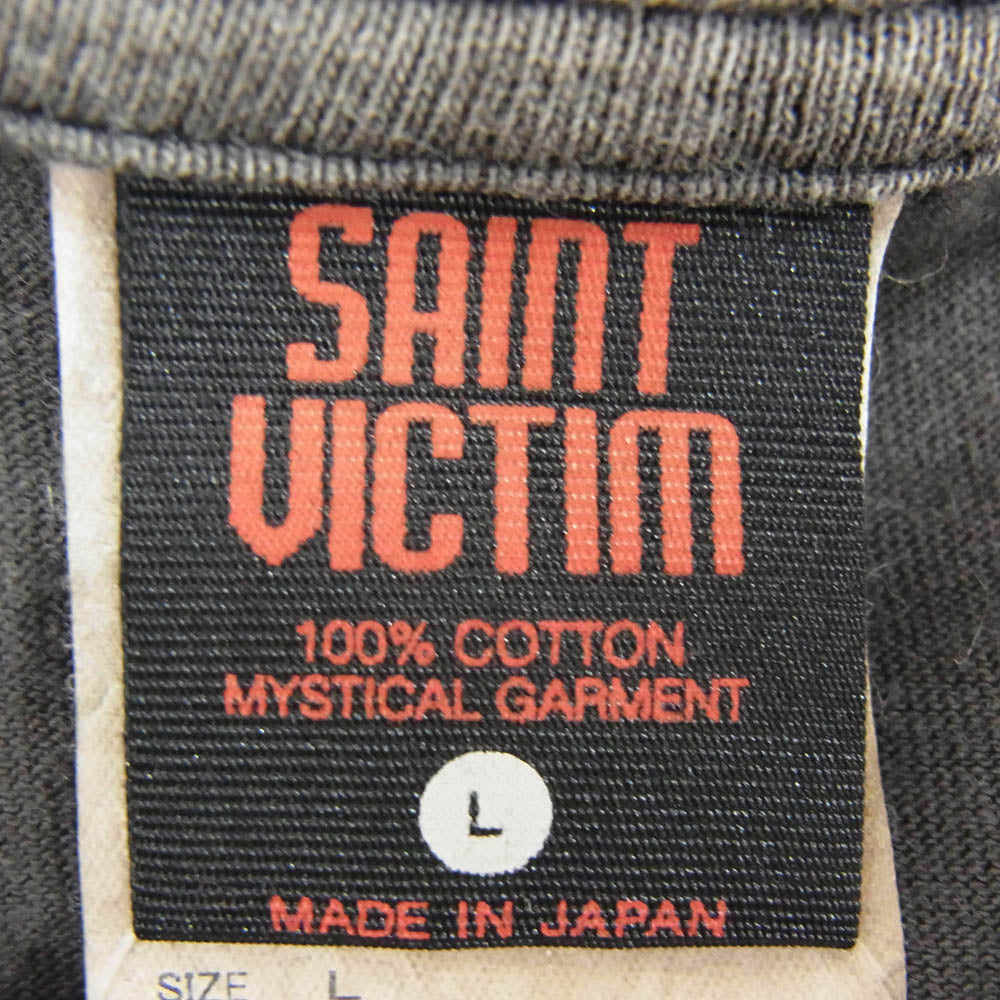 SAINT
VICTIM
100% COTTON
MYSTICAL GARMENT
L
MADE IN JAPAN
SIZE L